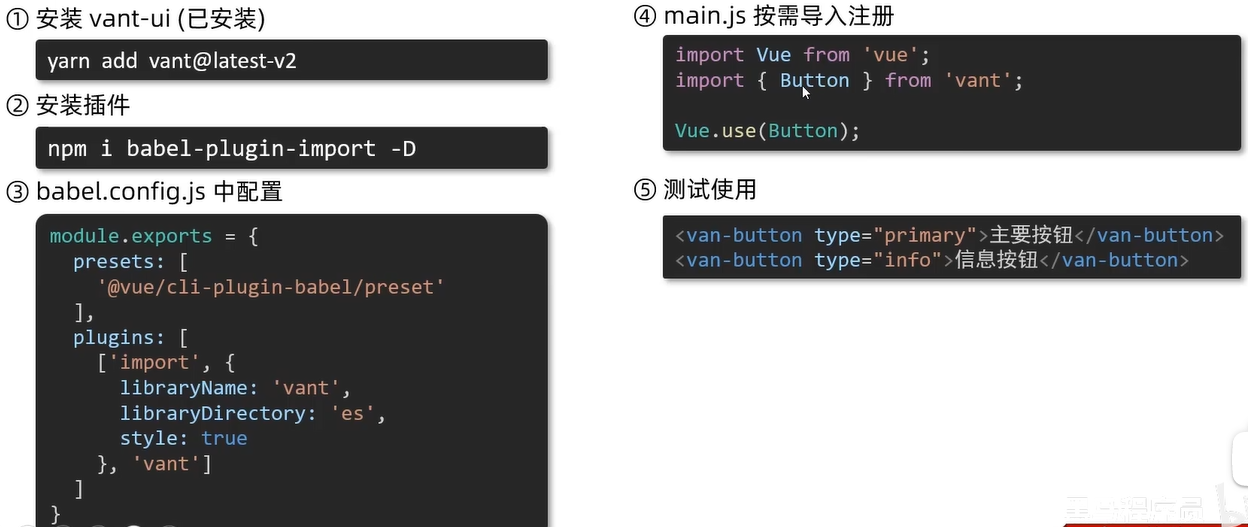 ① 安装 vant-ui (已安装)
yarn add vant@latest-v2
② 安装插件
npm i babel-plugin-import -D
③ babel.config.js 中配置
module.exports = {
  presets: [
    '@vue/cli-plugin-babel/preset'
  ],
  plugins: [
    ['import', {
      libraryName: 'vant',
      libraryDirectory: 'es',
      style: true
    }, 'vant']
  ]
}
④ main.js 按需导入注册
import Vue from 'vue';
import { Button } from 'vant';
Vue.use(Button);
⑤ 测试使用
<van-button type="primary">主要按钮</van-button>
<van-button type="info">信息按钮</van-button>